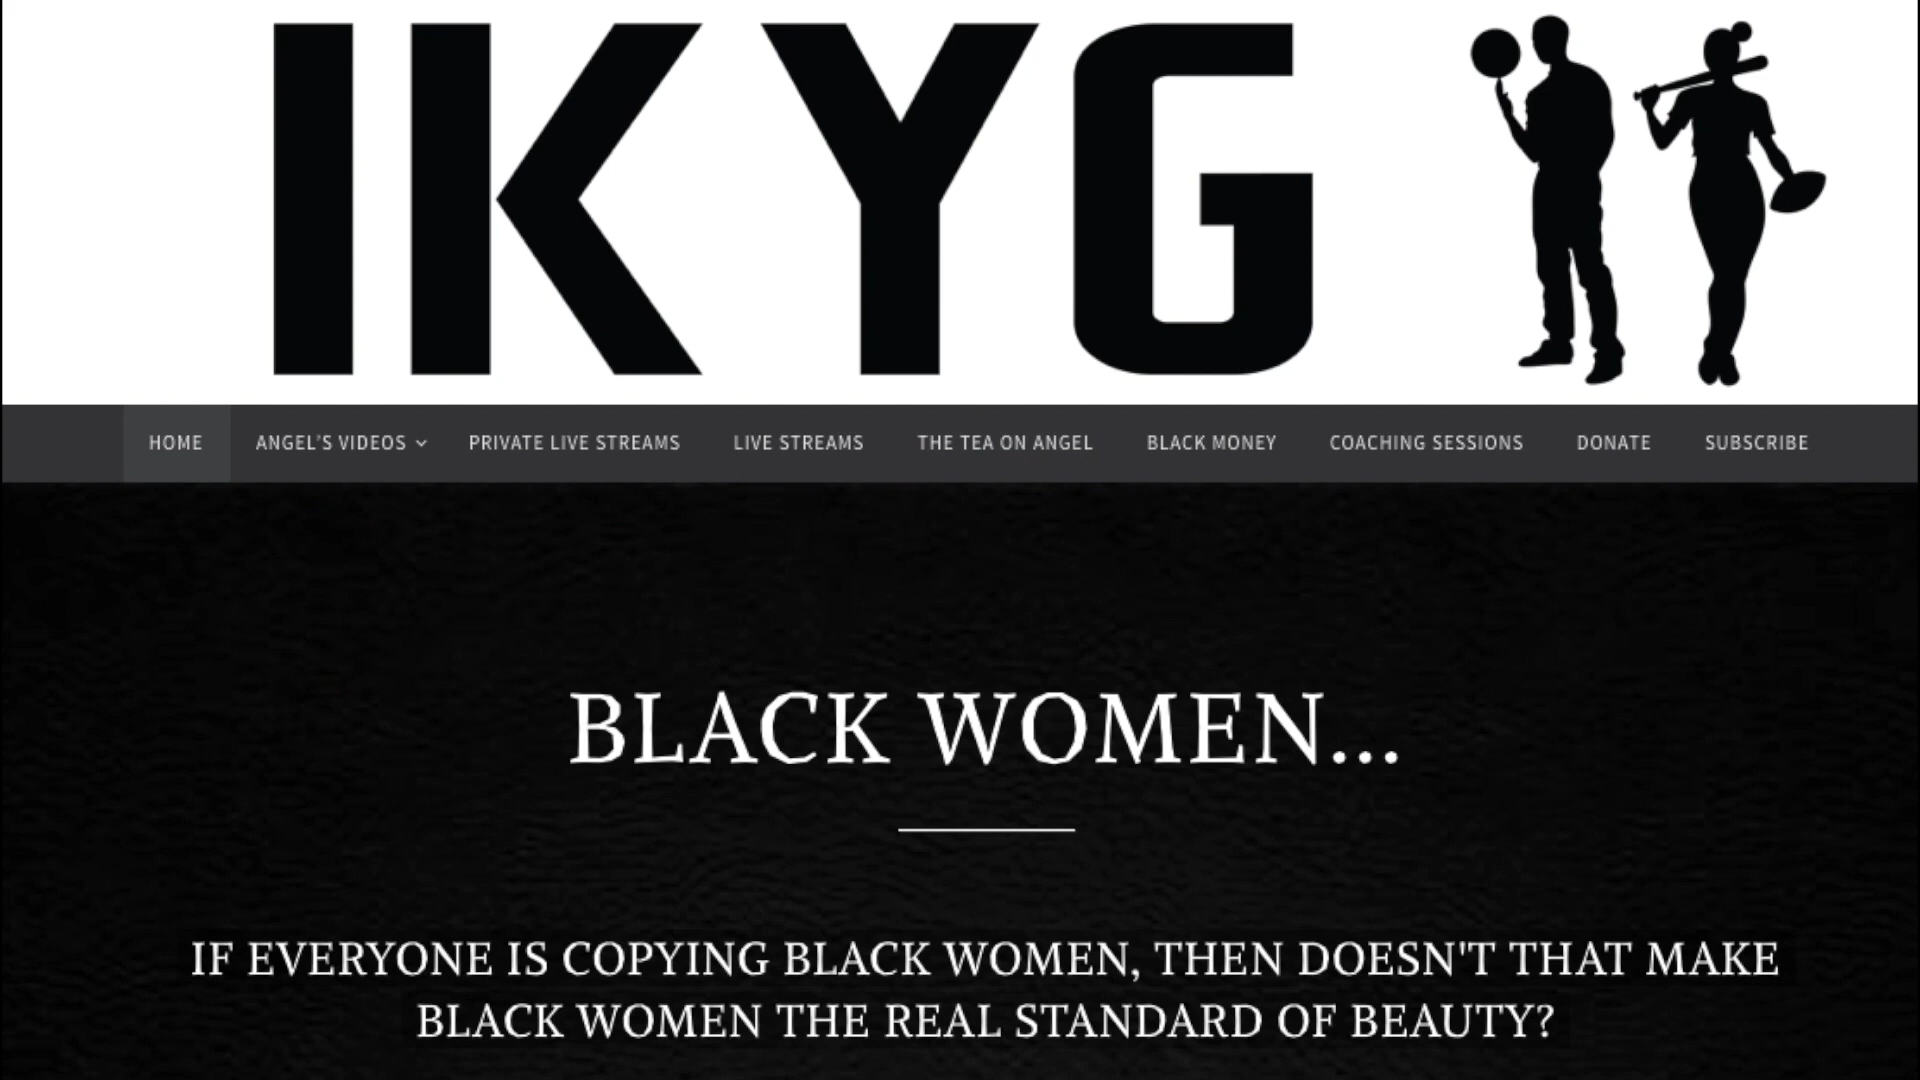 IKYG
HOME ANGEL'S VIDEOS PRIVATE LIVE STREAMS LIVE STREAMS THE TEA ON ANGEL BLACK MONEY COACHING SESSIONS DONATE SUBSCRIBE
BLACK WOMEN...
IF EVERYONE IS COPYING BLACK WOMEN, THEN DOESN'T THAT MAKE
BLACK WOMEN THE REAL STANDARD OF BEAUTY?